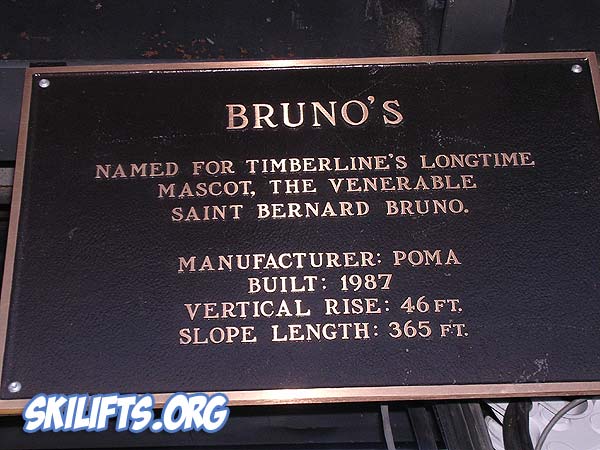 BRUNO'S
NAMED FOR TIMBERLINE'S LONGTIME
MASCOT, THE VENERABLE
SAINT BERNARD BRUNO.
MANUFACTURER: POMA
BUILT: 1987
VERTICAL RISE: 46 FT.
SLOPE LENGTH: 365 FT.
SKILIFTS.ORG